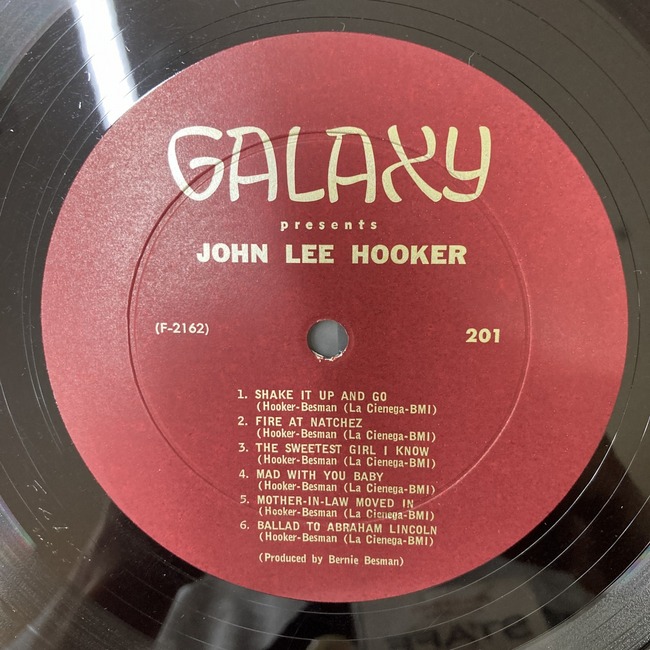 GALAXY
presents
JOHN LEE HOOKER
(F-2162)
201
1. SHAKE IT UP AND GO
(Hooker-Besman (La Cienega-BMI)
2. FIRE AT NATCHEZ
(Hooker-Besman (La Cienega-BMI)
3. THE SWEETEST GIRL I KNOW
(Hooker-Besman (La Cienega-BMI)
4. MAD WITH YOU BABY
(Hooker-Besman (La Cienega-BMI)
5. MOTHER-IN-LAW MOVED IN
(Hooker-Besman (La Cienega-BMI)
6. BALLAD TO ABRAHAM LINCOLN
(Hooker-Besman (La Cienega-BMI)
(Produced by Bernie Besman)